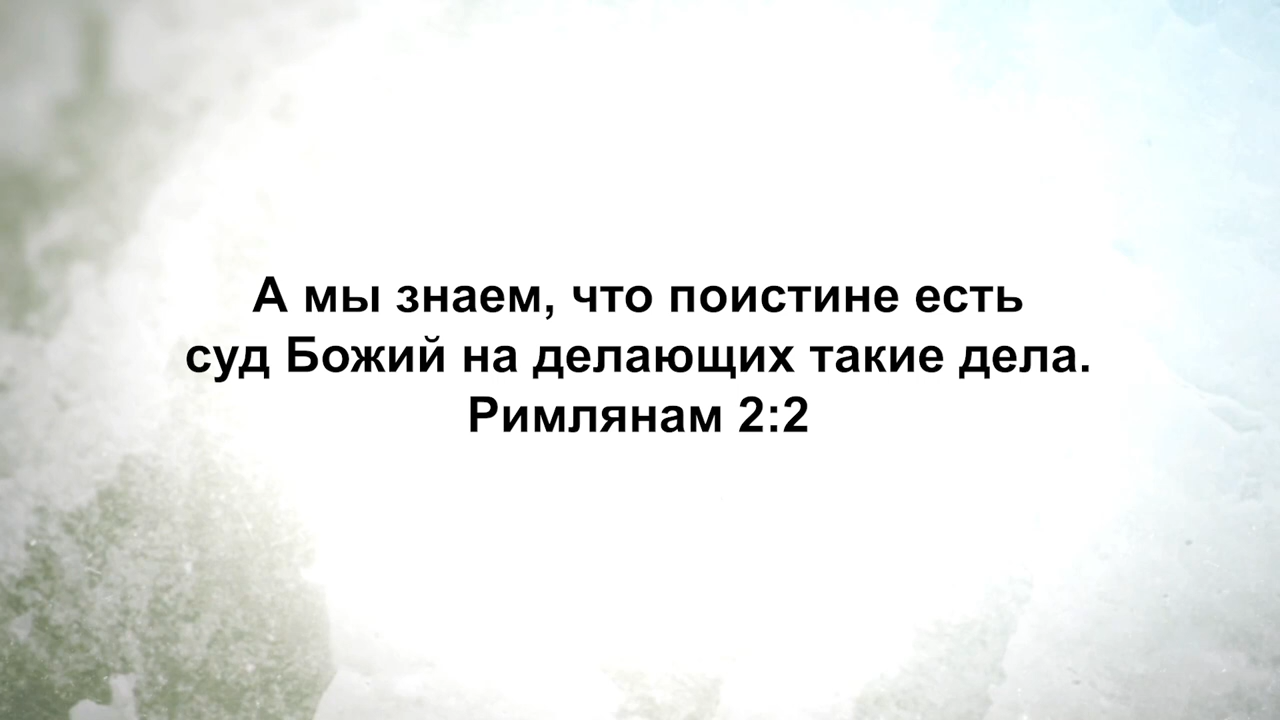 А мы знаем, что поистине есть
суд Божий на делающих такие дела.
Римлянам 2:2